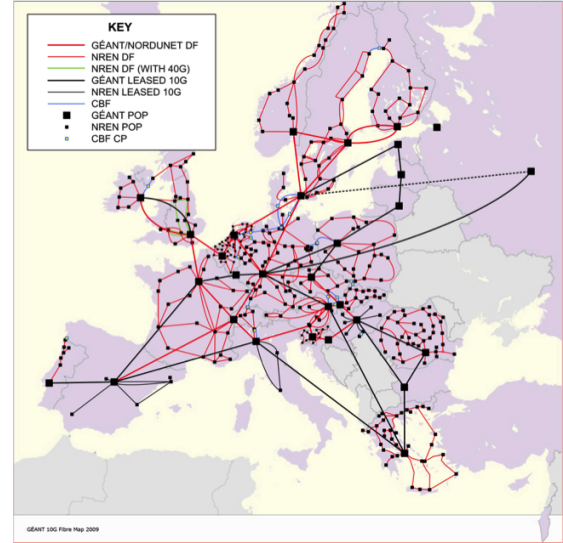 KEY
GÉANT/NORDUNET DF
NREN DF
NREN DF (WITH 40G)
GÉANT LEASED 10G
NREN LEASED 10G
CBF
GÉANT POP
NREN POP
CBF CP
GÉANT 10G Fibre Map 2009